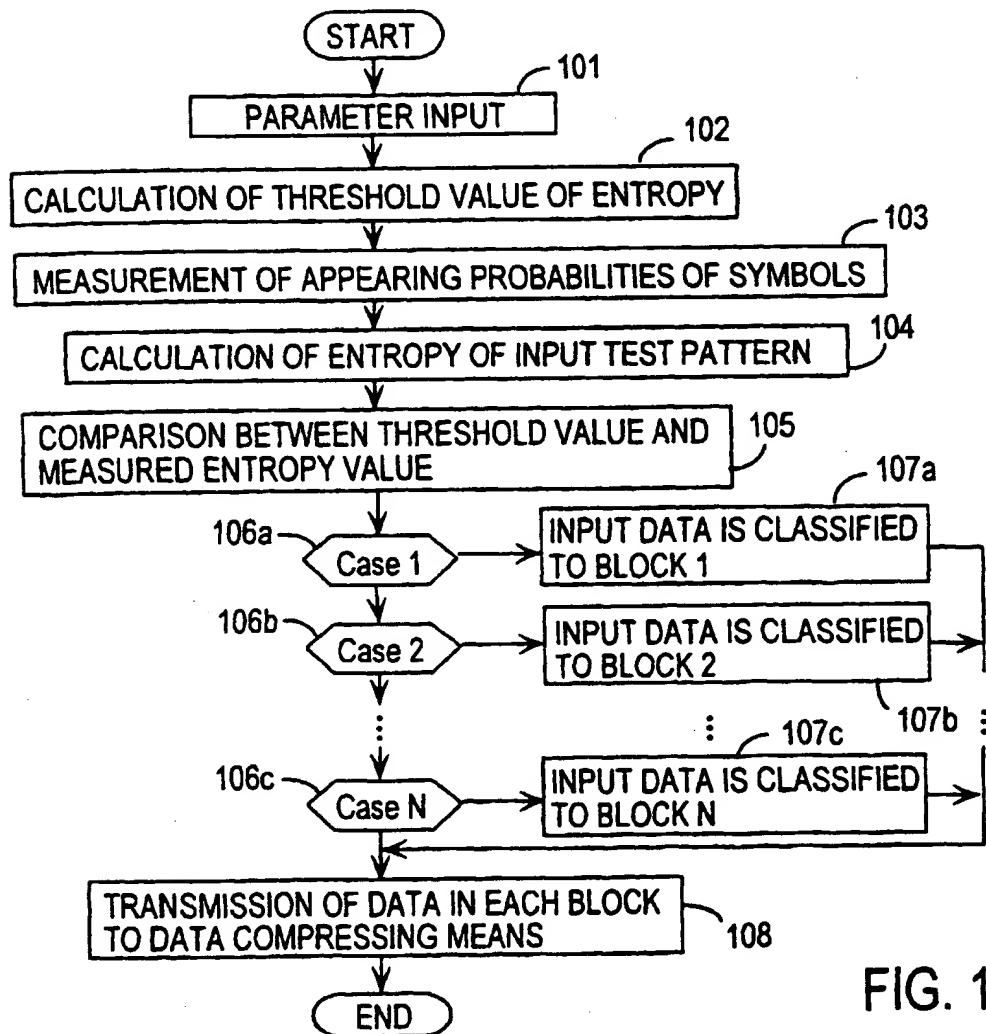 START
101
PARAMETER INPUT
102
CALCULATION OF THRESHOLD VALUE OF ENTROPY
103
MEASUREMENT OF APPEARING PROBABILITIES OF SYMBOLS
CALCULATION OF ENTROPY OF INPUT TEST PATTERN
104
COMPARISON BETWEEN THRESHOLD VALUE AND
MEASURED ENTROPY VALUE
105
107a
106a
Case 1
INPUT DATA IS CLASSIFIED
TO BLOCK 1
106b
Case 2
INPUT DATA IS CLASSIFIED
TO BLOCK 2
107b
107c
106c
Case N
INPUT DATA IS CLASSIFIED
TO BLOCK N
TRANSMISSION OF DATA IN EACH BLOCK
TO DATA COMPRESSING MEANS
108
END
FIG. 1